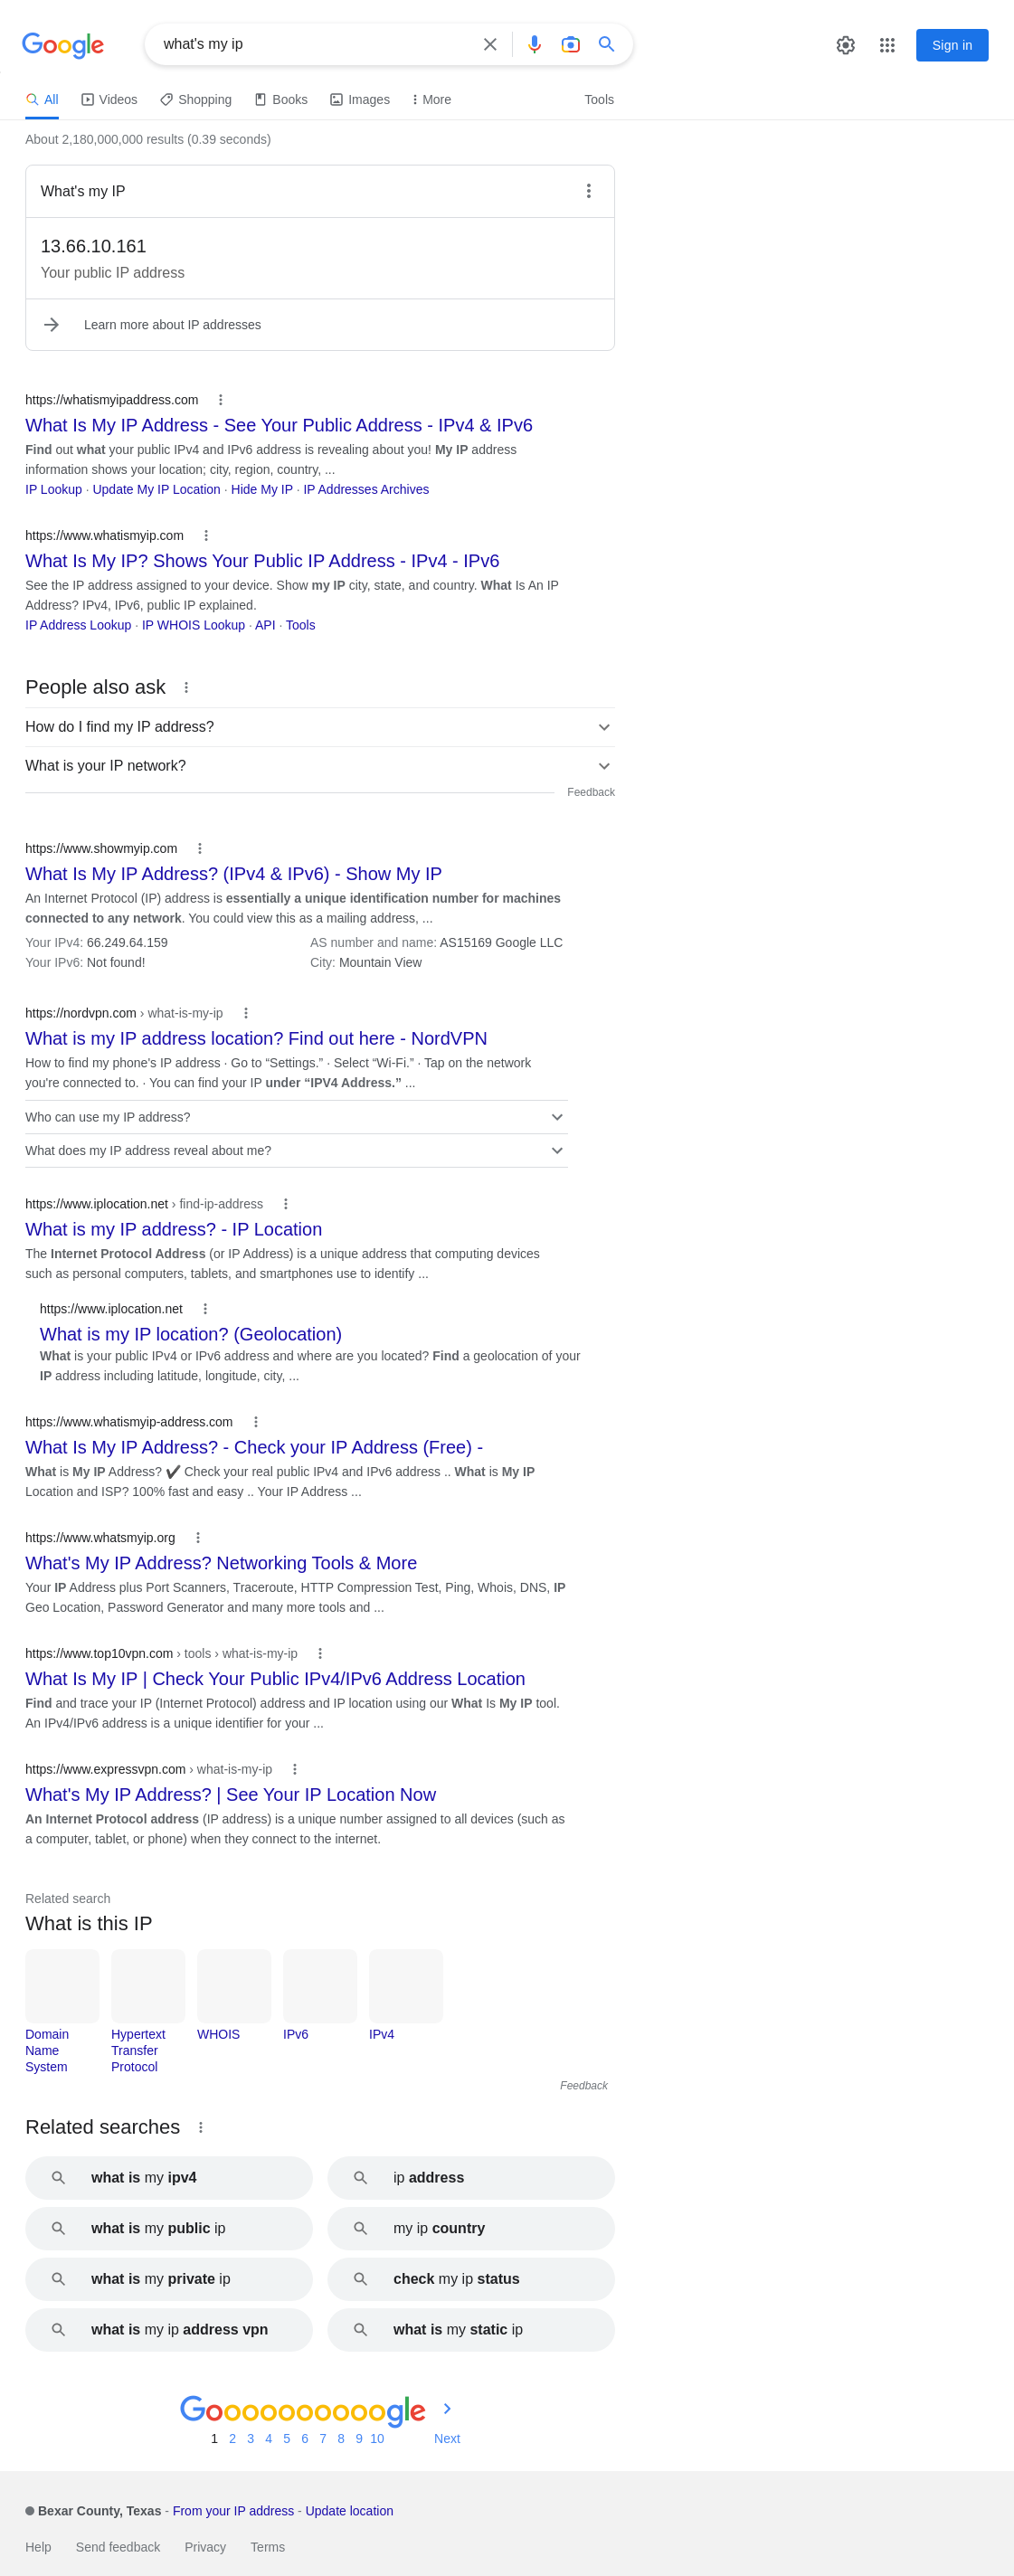 Google
what's my ip
Sign in
All
Videos
Shopping
Books
Images
More
Tools
About 2,180,000,000 results (0.39 seconds)
What's my IP
13.66.10.161
Your public IP address
Learn more about IP addresses
https://whatismyipaddress.com
What Is My IP Address - See Your Public Address - IPv4 & IPv6
Find out what your public IPv4 and IPv6 address is revealing about you! My IP address
information shows your location; city, region, country, ...
IP Lookup · Update My IP Location · Hide My IP · IP Addresses Archives
https://www.whatismyip.com
What Is My IP? Shows Your Public IP Address - IPv4 - IPv6
See the IP address assigned to your device. Show my IP city, state, and country. What Is An IP
Address? IPv4, IPv6, public IP explained.
IP Address Lookup · IP WHOIS Lookup · API · Tools
People also ask
How do I find my IP address?
What is your IP network?
Feedback
https://www.showmyip.com
What Is My IP Address? (IPv4 & IPv6) - Show My IP
An Internet Protocol (IP) address is essentially a unique identification number for machines
connected to any network. You could view this as a mailing address, ...
Your IPv4: 66.249.64.159
AS number and name: AS15169 Google LLC
Your IPv6: Not found!
City: Mountain View
https://nordvpn.com › what-is-my-ip
What is my IP address location? Find out here - NordVPN
How to find my phone's IP address · Go to “Settings.” · Select “Wi-Fi.” · Tap on the network
you're connected to. · You can find your IP under “IPV4 Address.” ...
Who can use my IP address?
What does my IP address reveal about me?
https://www.iplocation.net › find-ip-address
What is my IP address? - IP Location
The Internet Protocol Address (or IP Address) is a unique address that computing devices
such as personal computers, tablets, and smartphones use to identify ...
https://www.iplocation.net
What is my IP location? (Geolocation)
What is your public IPv4 or IPv6 address and where are you located? Find a geolocation of your
IP address including latitude, longitude, city, ...
https://www.whatismyip-address.com
What Is My IP Address? - Check your IP Address (Free) -
What is My IP Address? ✔️ Check your real public IPv4 and IPv6 address .. What is My IP
Location and ISP? 100% fast and easy .. Your IP Address ...
https://www.whatsmyip.org
What's My IP Address? Networking Tools & More
Your IP Address plus Port Scanners, Traceroute, HTTP Compression Test, Ping, Whois, DNS, IP
Geo Location, Password Generator and many more tools and ...
https://www.top10vpn.com › tools › what-is-my-ip
What Is My IP | Check Your Public IPv4/IPv6 Address Location
Find and trace your IP (Internet Protocol) address and IP location using our What Is My IP tool.
An IPv4/IPv6 address is a unique identifier for your ...
https://www.expressvpn.com › what-is-my-ip
What's My IP Address? | See Your IP Location Now
An Internet Protocol address (IP address) is a unique number assigned to all devices (such as
a computer, tablet, or phone) when they connect to the internet.
Related search
What is this IP
Domain
Name
System
Hypertext
Transfer
Protocol
WHOIS
IPv6
IPv4
Feedback
Related searches
what is my ipv4
ip address
what is my public ip
my ip country
what is my private ip
check my ip status
what is my ip address vpn
what is my static ip
Goooooooooogle
1 2 3 4 5 6 7 8 9 10 Next
Bexar County, Texas - From your IP address - Update location
Help
Send feedback
Privacy
Terms